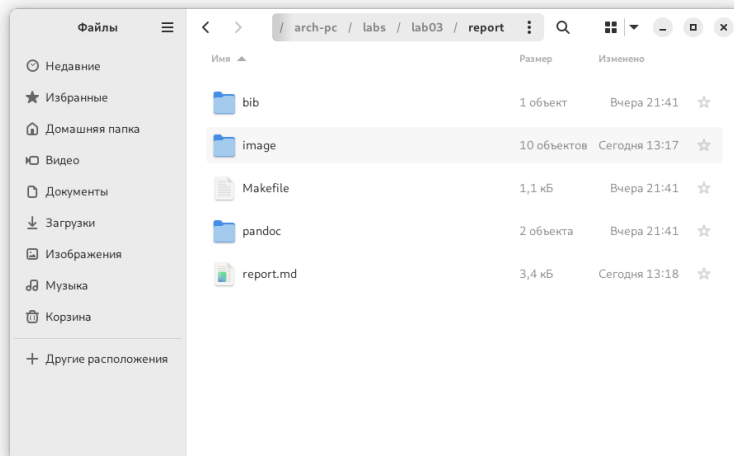 Файлы
/ arch-pc / labs / lab03 / report
Недавние
Избранные
Домашняя папка
Видео
Документы
Загрузки
Изображения
Музыка
Корзина
Другие расположения
Имя Размер Изменено
bib 1 объект Вчера 21:41
image 10 объектов Сегодня 13:17
Makefile 1,1 кБ Вчера 21:41
pandoc 2 объекта Вчера 21:41
report.md 3,4 кБ Сегодня 13:18